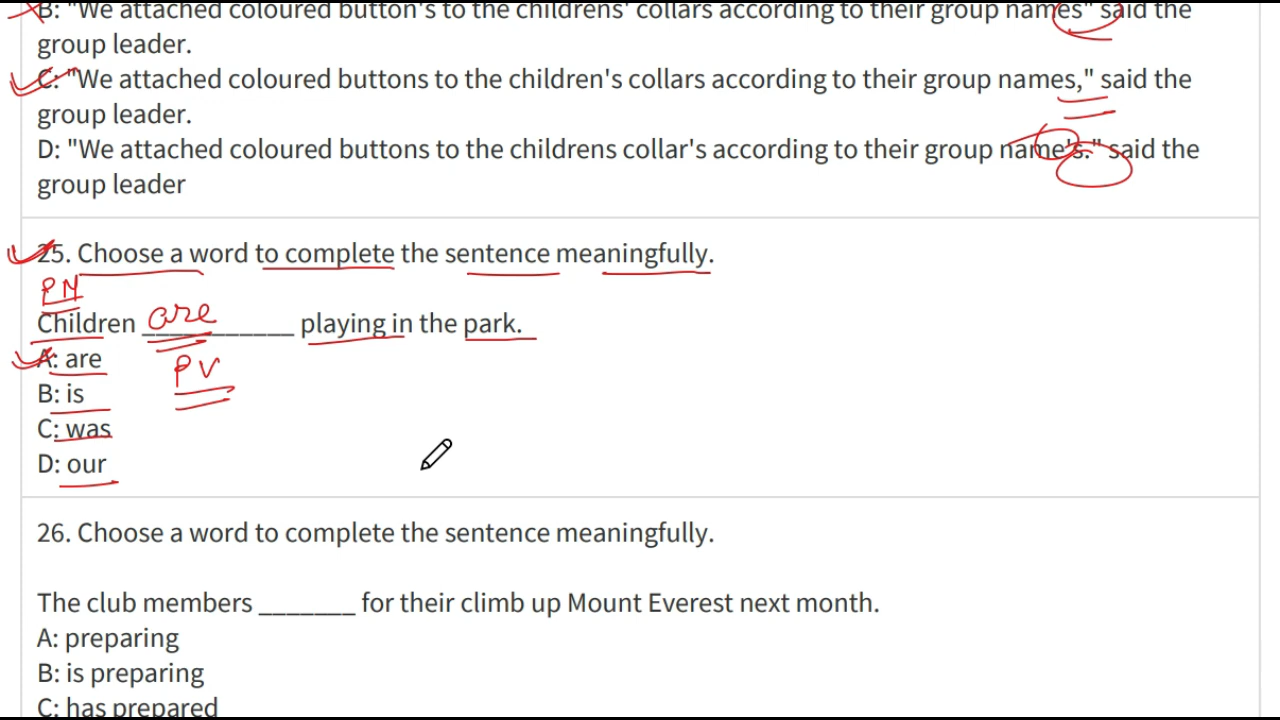 B: "We attached coloured button's to the childrens' collars according to their group names" said the
group leader.
C: "We attached coloured buttons to the children's collars according to their group names," said the
group leader.
D: "We attached coloured buttons to the childrens collar's according to their group name's." said the
group leader
25. Choose a word to complete the sentence meaningfully.
PN
Children ___________ playing in the park.
are
A: are
PV
B: is
C: was
D: our
26. Choose a word to complete the sentence meaningfully.
The club members _______ for their climb up Mount Everest next month.
A: preparing
B: is preparing
C: has prepared